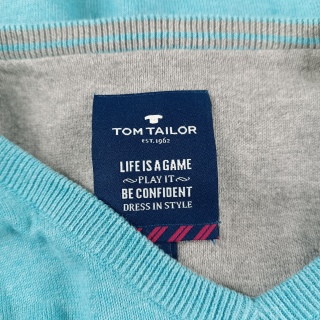 TOM TAILOR
EST. 1962
LIFE IS A GAME
PLAY IT
BE CONFIDENT
DRESS IN STYLE